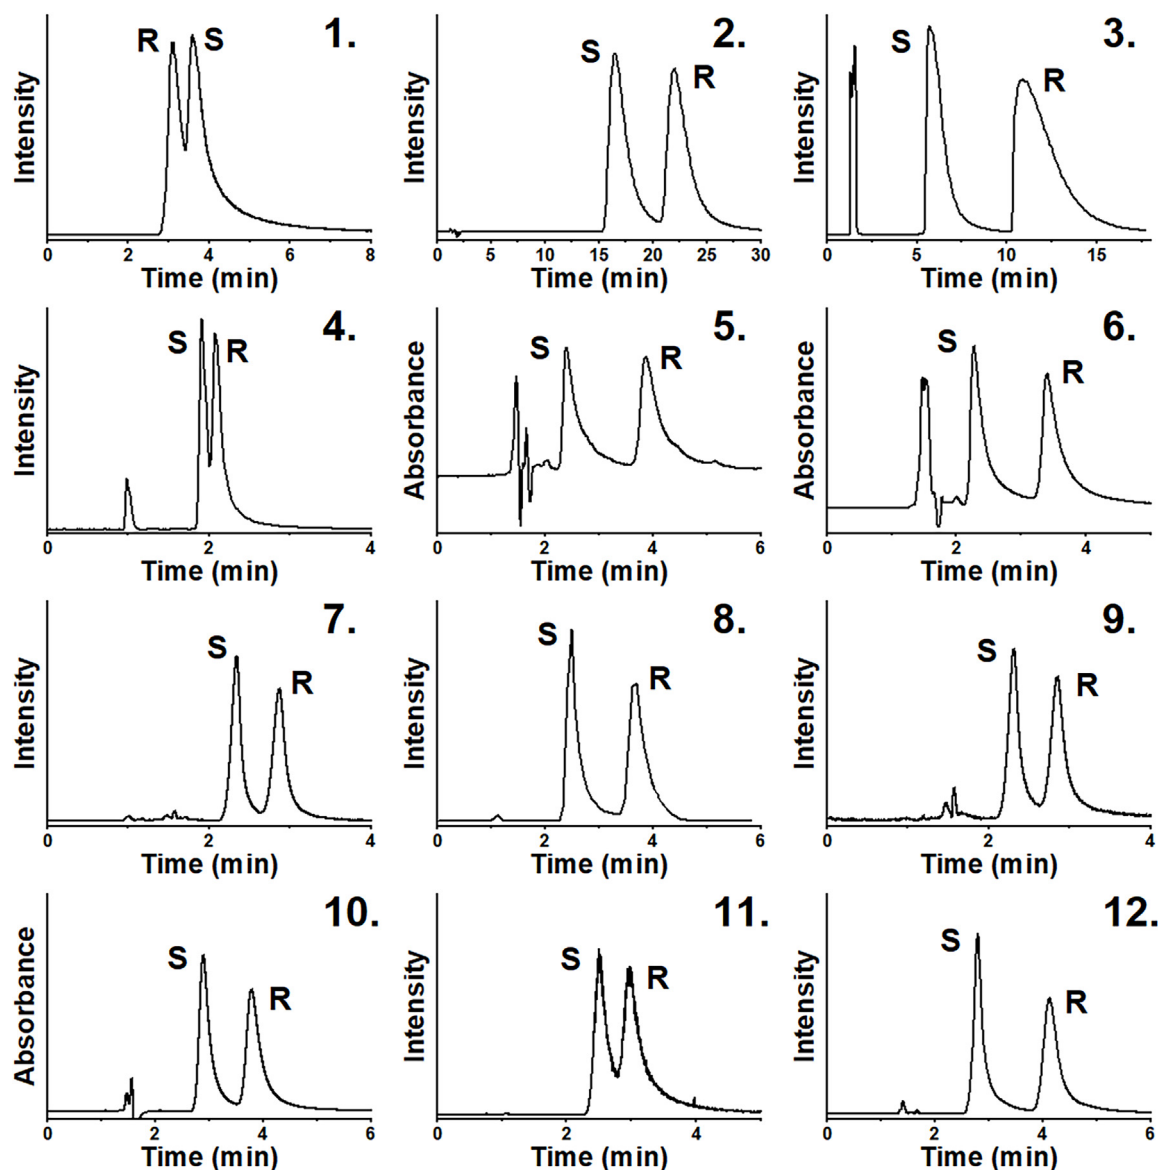 1.
R S
Intensity
0 2 4 6 8
Time (min)
2.
S
R
Intensity
0 5 10 15 20 25 30
Time (min)
3.
S
R
Intensity
0 5 10 15
Time (min)
4.
S R
Intensity
0 2 4
Time (min)
5.
S
R
Absorbance
0 2 4 6
Time (min)
6.
S
R
Absorbance
0 2 4
Time (min)
7.
S
R
Intensity
0 2 4
Time (min)
8.
S
R
Intensity
0 2 4 6
Time (min)
9.
S
R
Intensity
0 2 4
Time (min)
10.
S
R
Absorbance
0 2 4 6
Time (min)
11.
S
R
Intensity
0 2 4
Time (min)
12.
S
R
Intensity
0 2 4 6
Time (min)